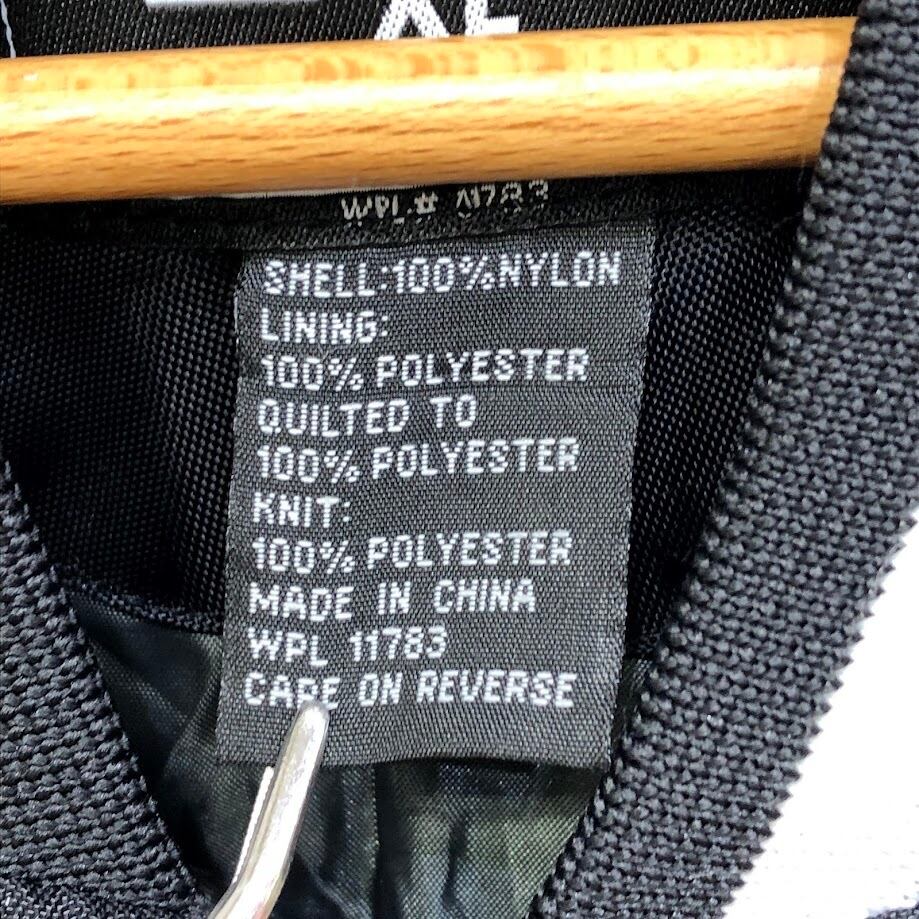 XL
WPL# 11783
SHELL:100%NYLON
LINING:
100% POLYESTER
QUILTED TO
100% POLYESTER
KNIT:
100% POLYESTER
MADE IN CHINA
WPL 11783
CARE ON REVERSE